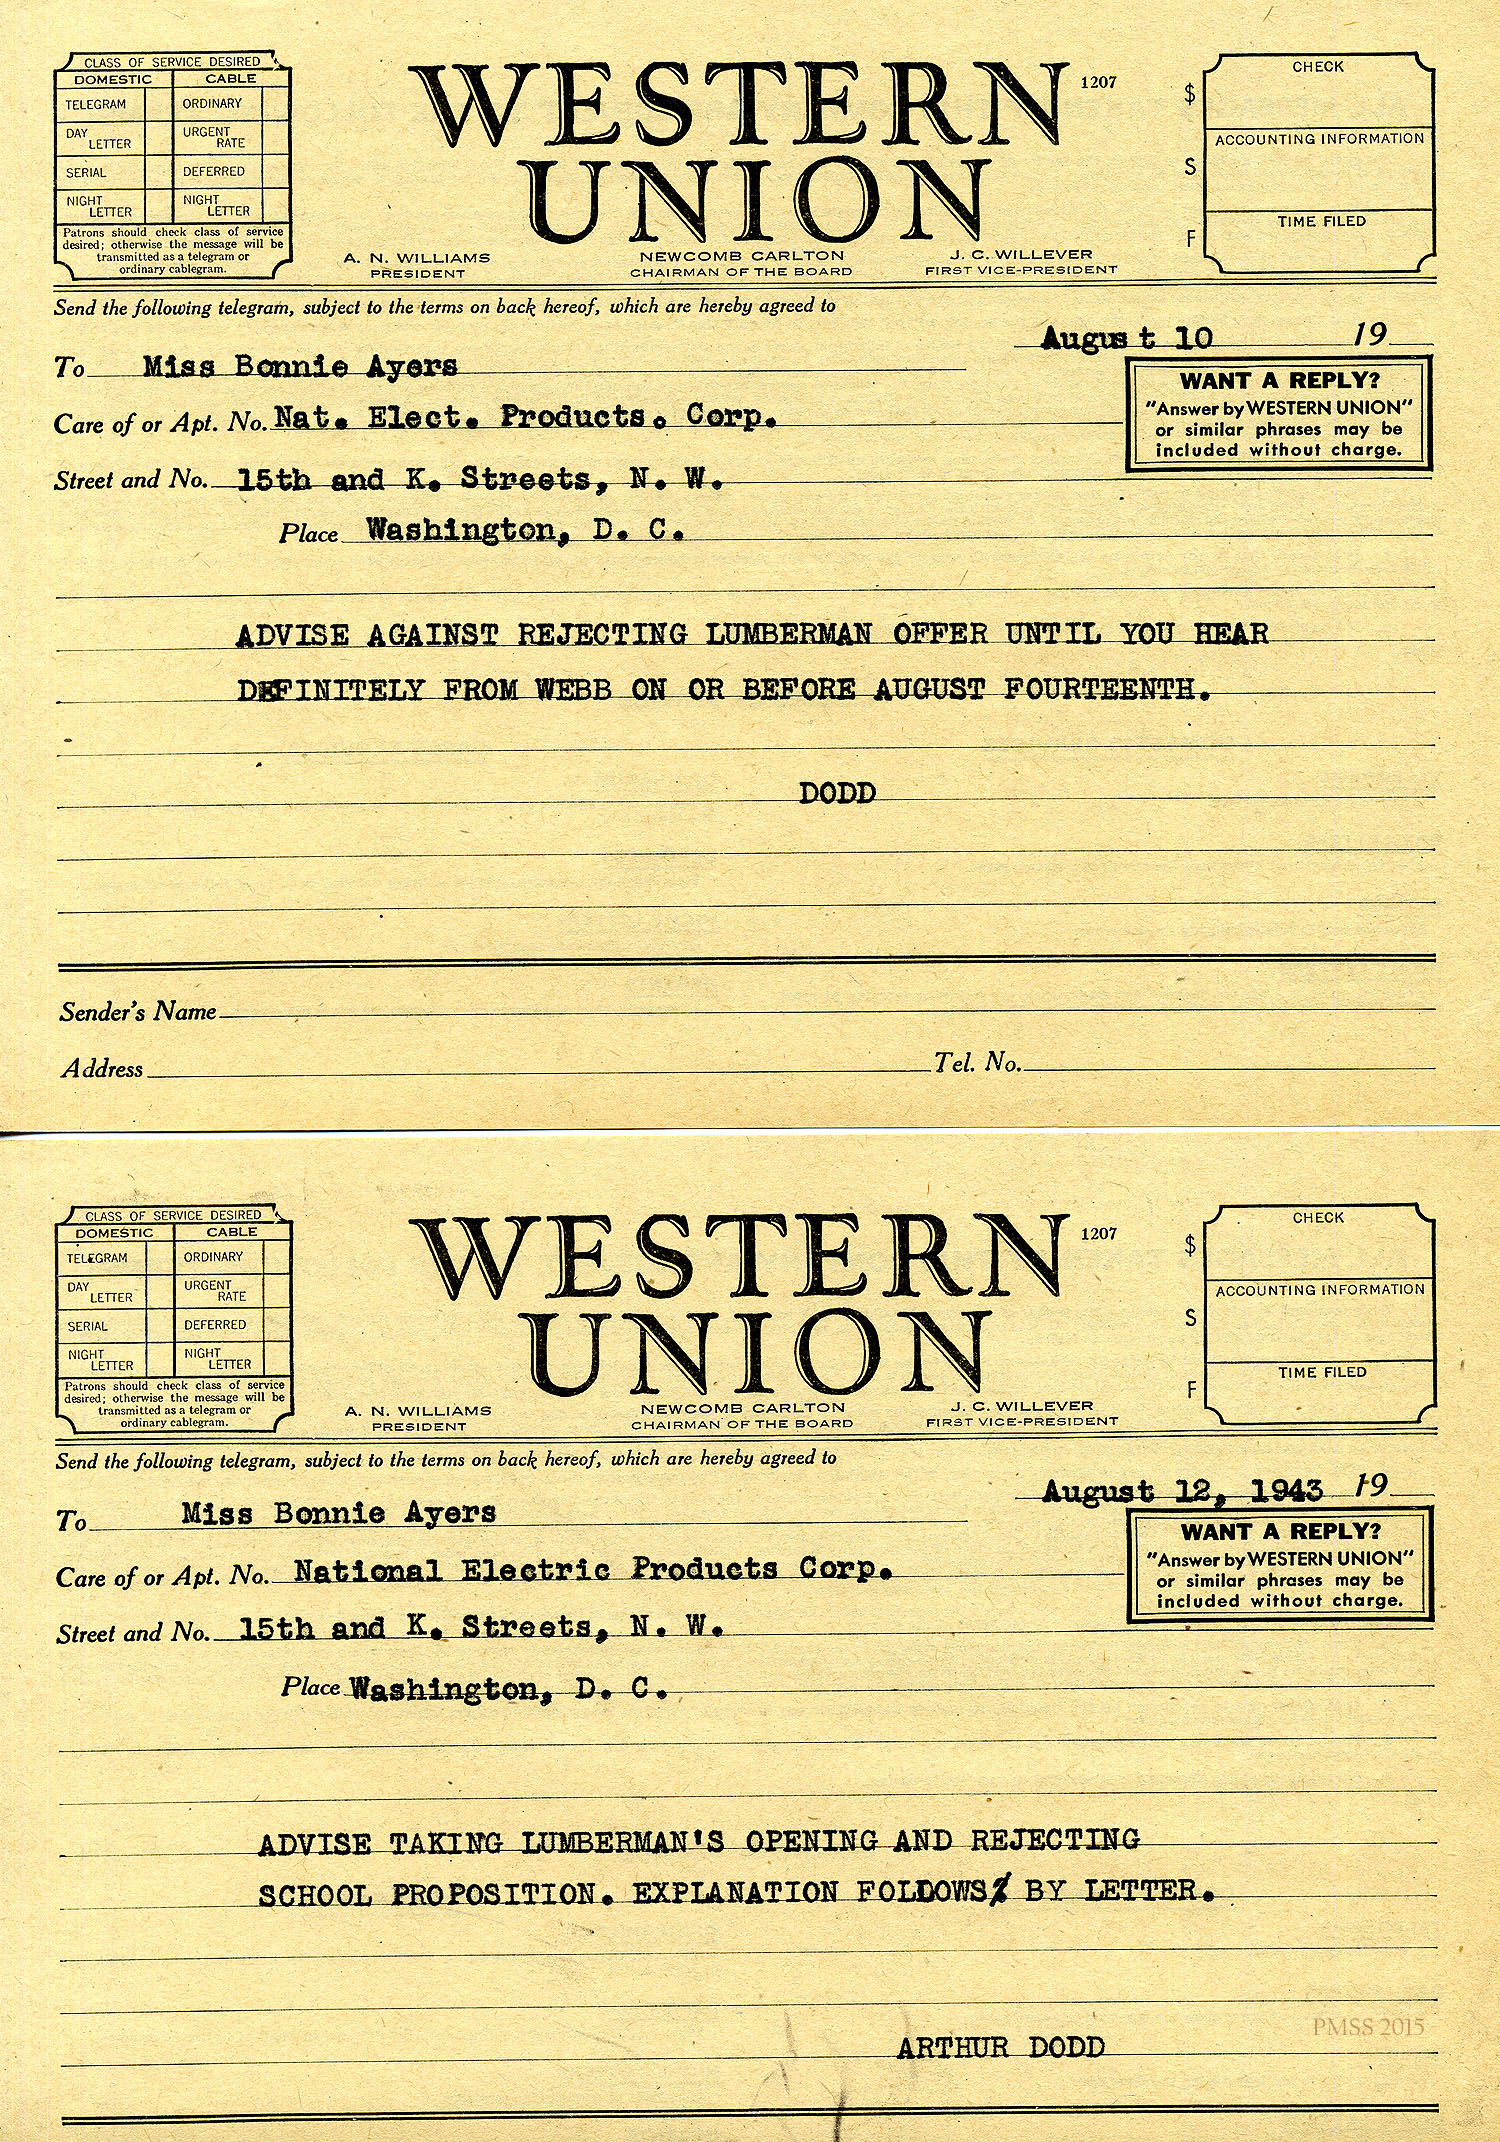 CLASS OF SERVICE DESIRED
DOMESTIC CABLE
TELEGRAM ORDINARY
DAY LETTER URGENT RATE
SERIAL DEFERRED
NIGHT LETTER NIGHT LETTER
Patrons should check class of service
desired; otherwise the message will be
transmitted as a telegram or
ordinary cablegram.
WESTERN
UNION
1207
A. N. WILLIAMS
PRESIDENT
NEWCOMB CARLTON
CHAIRMAN OF THE BOARD
J. C. WILLEVER
FIRST VICE-PRESIDENT
$
S
F
CHECK
ACCOUNTING INFORMATION
TIME FILED
Send the following telegram, subject to the terms on back hereof, which are hereby agreed to
August 10 19
To Miss Bonnie Ayers
Care of or Apt. No. Nat. Elect. Products. Corp.
Street and No. 15th and K. Streets, N. W.
Place Washington, D. C.
WANT A REPLY?
"Answer by WESTERN UNION"
or similar phrases may be
included without charge.
ADVISE AGAINST REJECTING LUMBERMAN OFFER UNTIL YOU HEAR
DEFINITELY FROM WEBB ON OR BEFORE AUGUST FOURTEENTH.
DODD
Sender's Name
Address Tel. No.
CLASS OF SERVICE DESIRED
DOMESTIC CABLE
TELEGRAM ORDINARY
DAY LETTER URGENT RATE
SERIAL DEFERRED
NIGHT LETTER NIGHT LETTER
Patrons should check class of service
desired; otherwise the message will be
transmitted as a telegram or
ordinary cablegram.
WESTERN
UNION
1207
A. N. WILLIAMS
PRESIDENT
NEWCOMB CARLTON
CHAIRMAN OF THE BOARD
J. C. WILLEVER
FIRST VICE-PRESIDENT
$
S
F
CHECK
ACCOUNTING INFORMATION
TIME FILED
Send the following telegram, subject to the terms on back hereof, which are hereby agreed to
August 12, 1943 19
To Miss Bonnie Ayers
Care of or Apt. No. National Electric Products Corp.
Street and No. 15th and K. Streets, N. W.
Place Washington, D. C.
WANT A REPLY?
"Answer by WESTERN UNION"
or similar phrases may be
included without charge.
ADVISE TAKING LUMBERMAN'S OPENING AND REJECTING
SCHOOL PROPOSITION. EXPLANATION FOLLOWS BY LETTER.
ARTHUR DODD
PMSS 2015